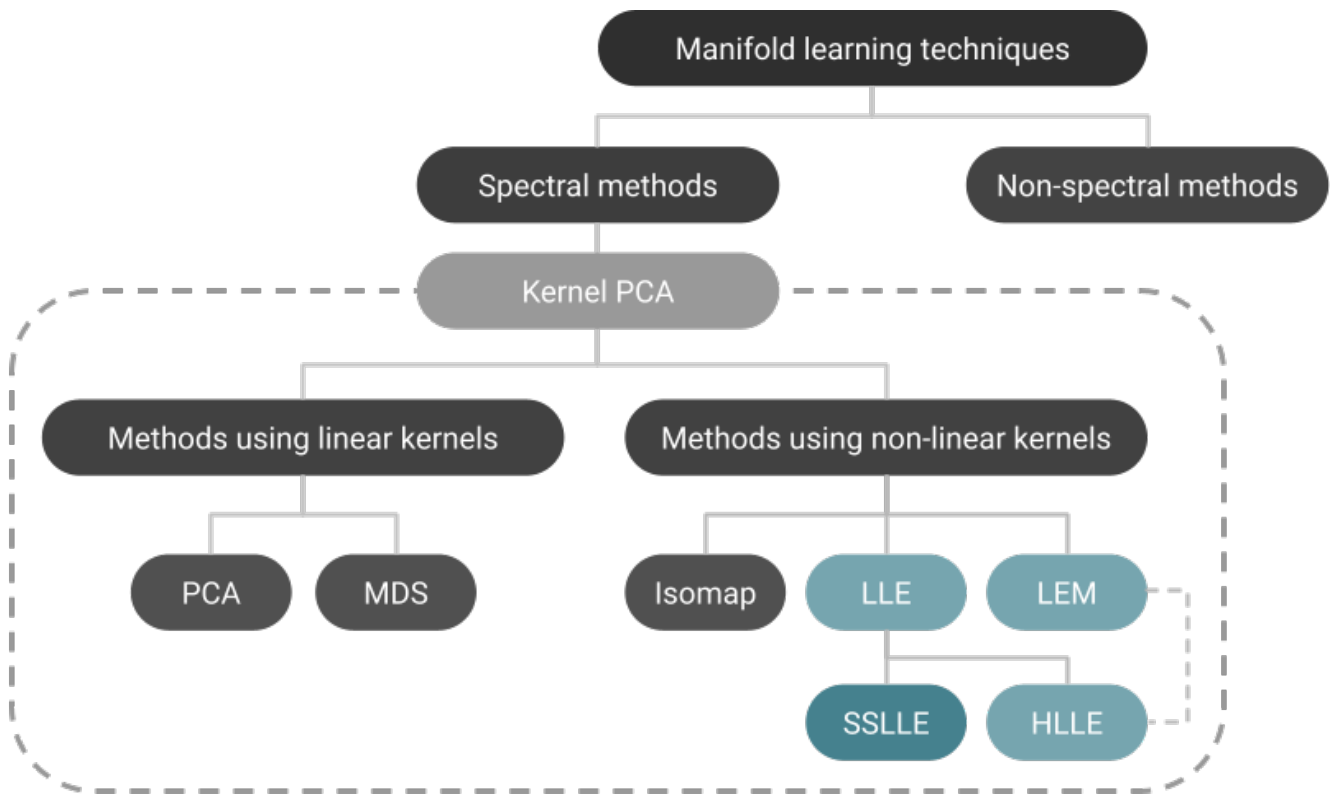 Manifold learning techniques
Spectral methods
Non-spectral methods
Kernel PCA
Methods using linear kernels
Methods using non-linear kernels
PCA
MDS
Isomap
LLE
LEM
SSLLE
HLLE